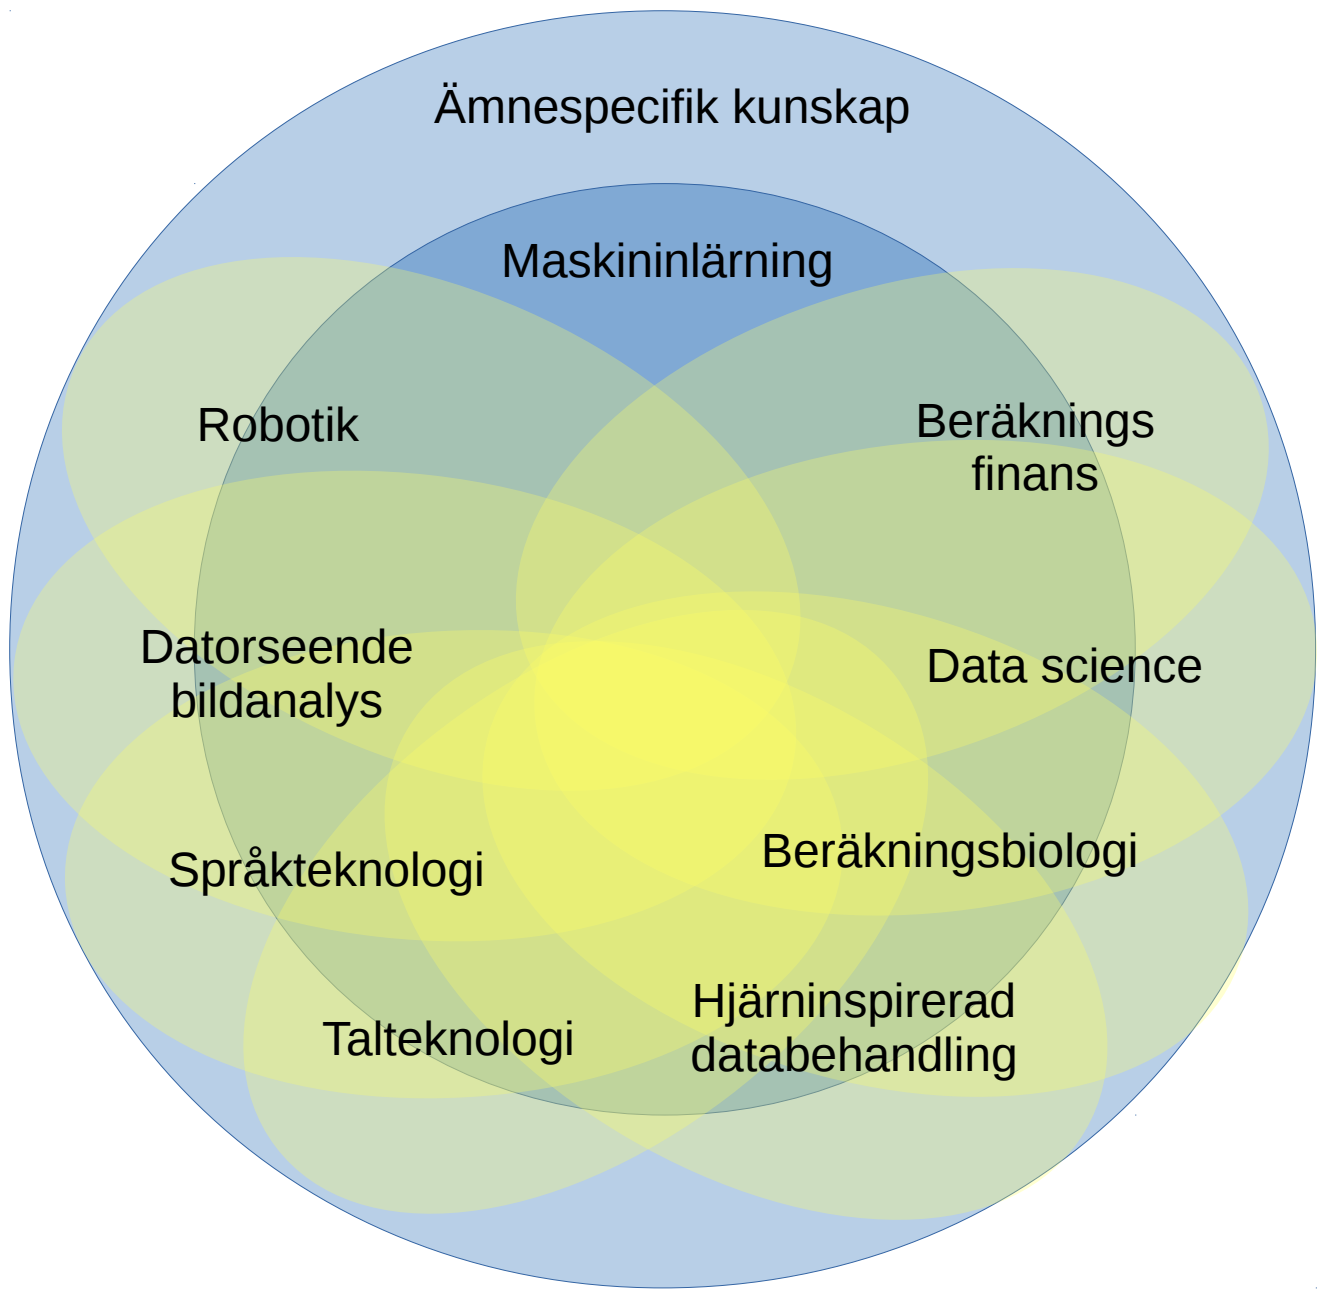 Ämnespecifik kunskap
Maskininlärning
Robotik
Beräknings
finans
Datorseende
bildanalys
Data science
Språkteknologi
Beräkningsbiologi
Talteknologi
Hjärninspirerad
databehandling